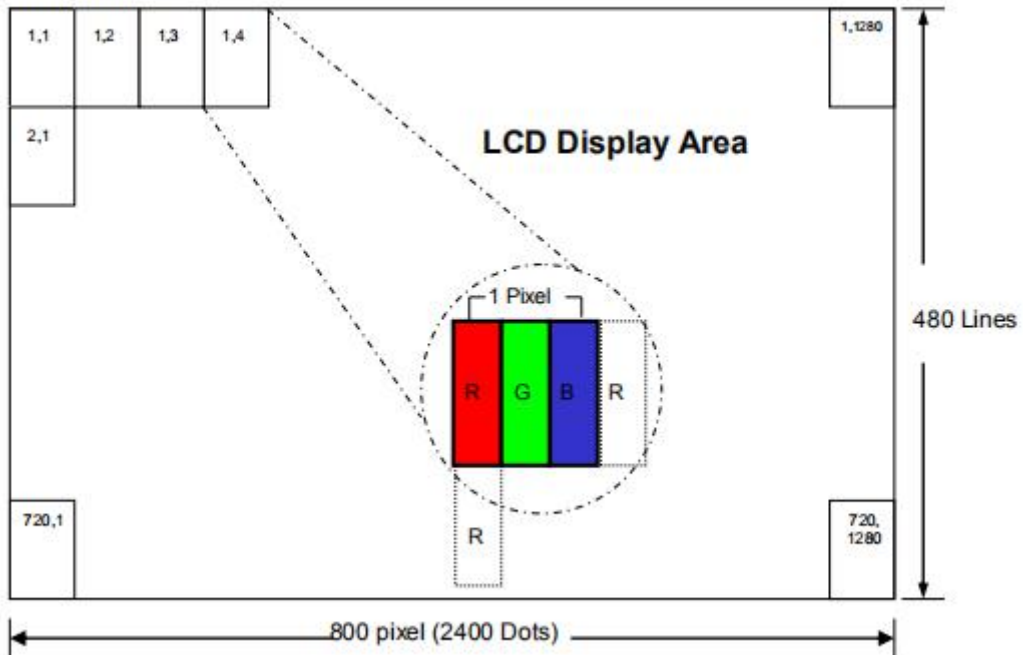 1,1 1,2 1,3 1,4 1,1280
2,1
LCD Display Area
1 Pixel
480 Lines
R G B R
720,1
720,
1280
R
800 pixel (2400 Dots)